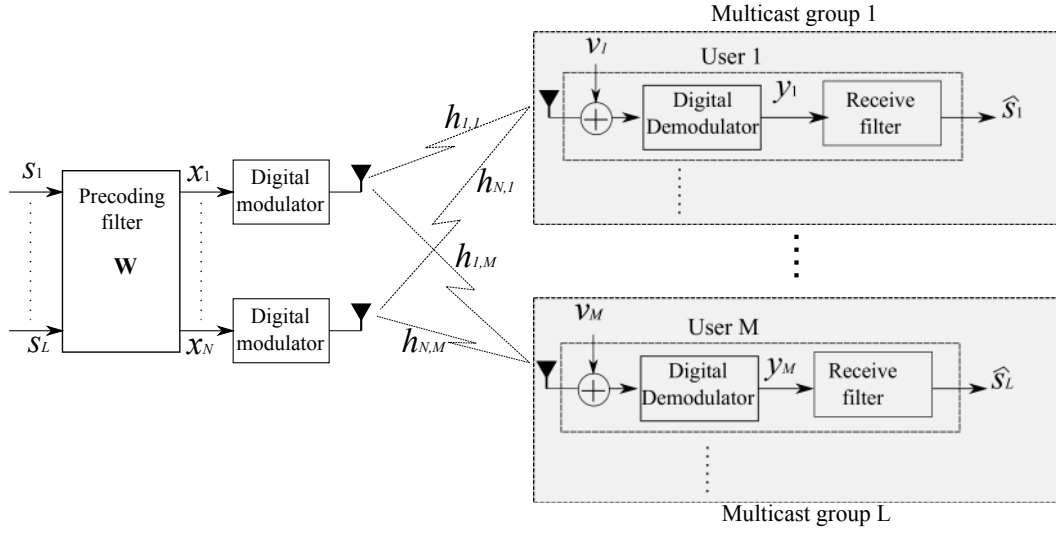 Multicast group 1
User 1
v1
Digital
Demodulator
y1
Receive
filter
ŝ1
s1
Precoding
filter
W
x1
Digital
modulator
h1,1
hN,1
h1,M
hN,M
sL
xN
Digital
modulator
User M
vM
Digital
Demodulator
yM
Receive
filter
ŝL
Multicast group L